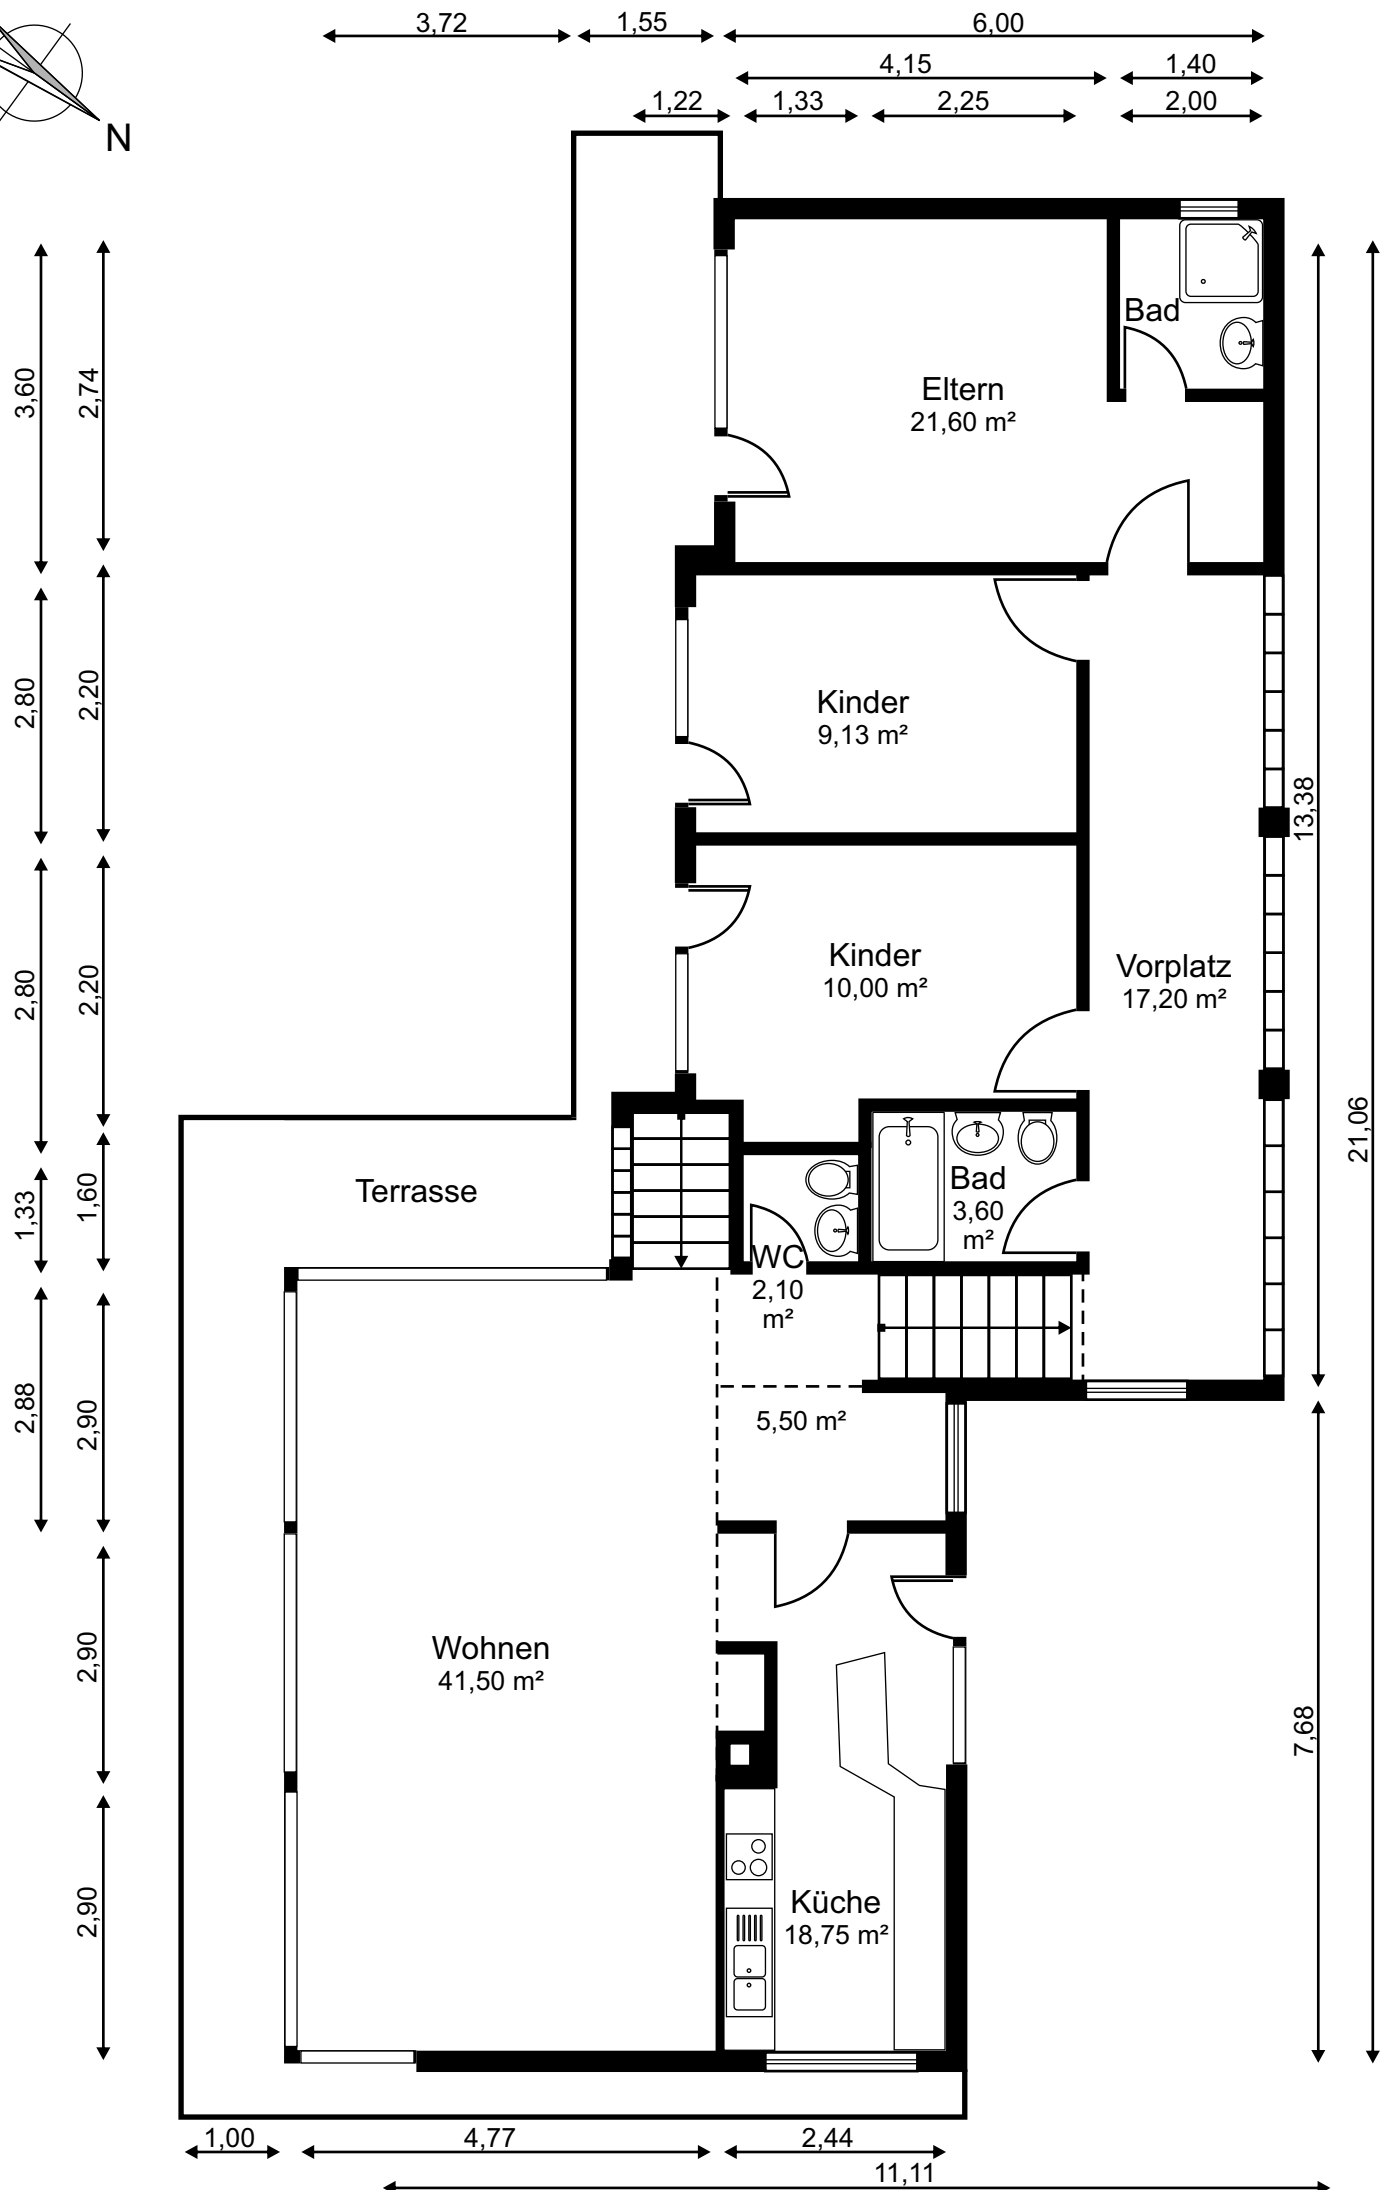 3,72
1,55
6,00
4,15
1,40
1,22
1,33
2,25
2,00
N
3,60
2,74
Bad
Eltern
21,60 m²
2,80
2,20
Kinder
9,13 m²
13,38
2,80
2,20
Kinder
10,00 m²
Vorplatz
17,20 m²
21,06
1,33
1,60
Terrasse
Bad
3,60
m²
WC
2,10
m²
2,88
2,90
5,50 m²
2,90
Wohnen
41,50 m²
7,68
2,90
Küche
18,75 m²
1,00
4,77
2,44
11,11